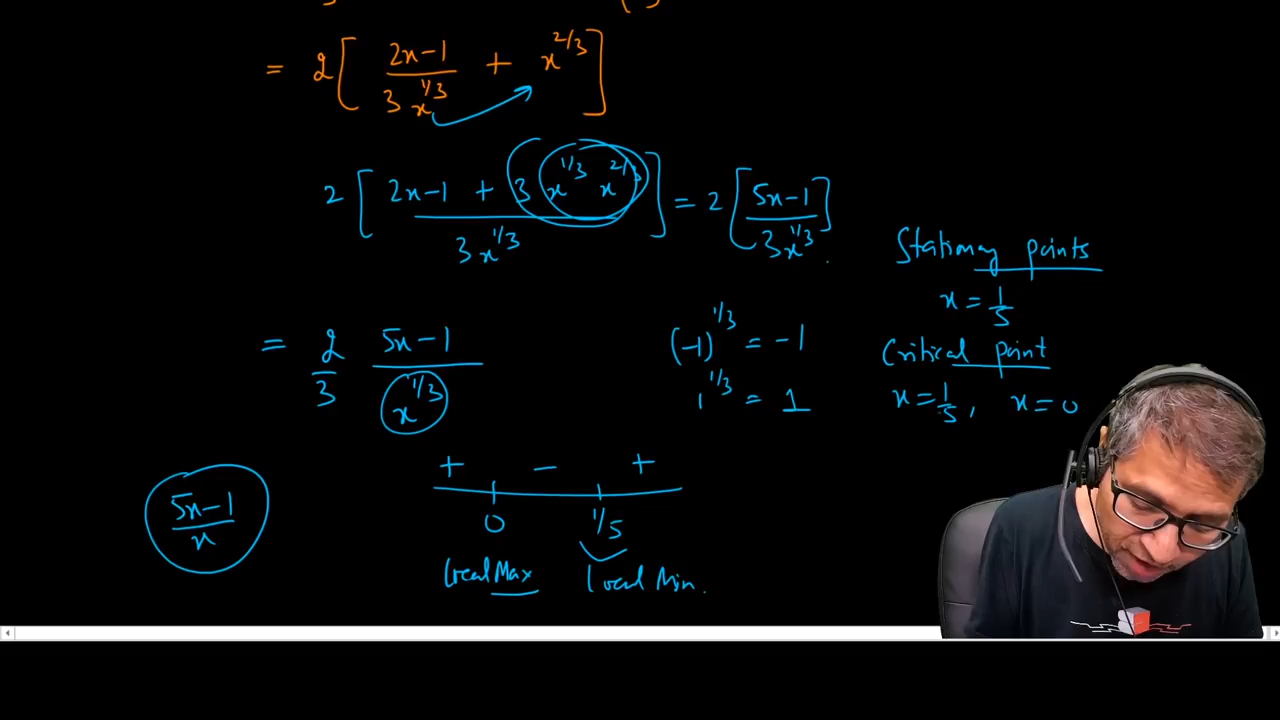 = 2 [ (2x-1)/(3x^{1/3}) + x^{2/3} ]
2 [ (2x-1 + 3 x^{1/3} x^{2/3})/(3x^{1/3}) ] = 2 [ (5x-1)/(3x^{1/3}) ]
Stationary points
x = 1/5
= 2/3 (5x-1)/(x^{1/3})
(-1)^{1/3} = -1
1^{1/3} = 1
Critical point
x = 1/5, x = 0
+ - +
0 1/5
Local Max Local Min.
(5x-1)/x